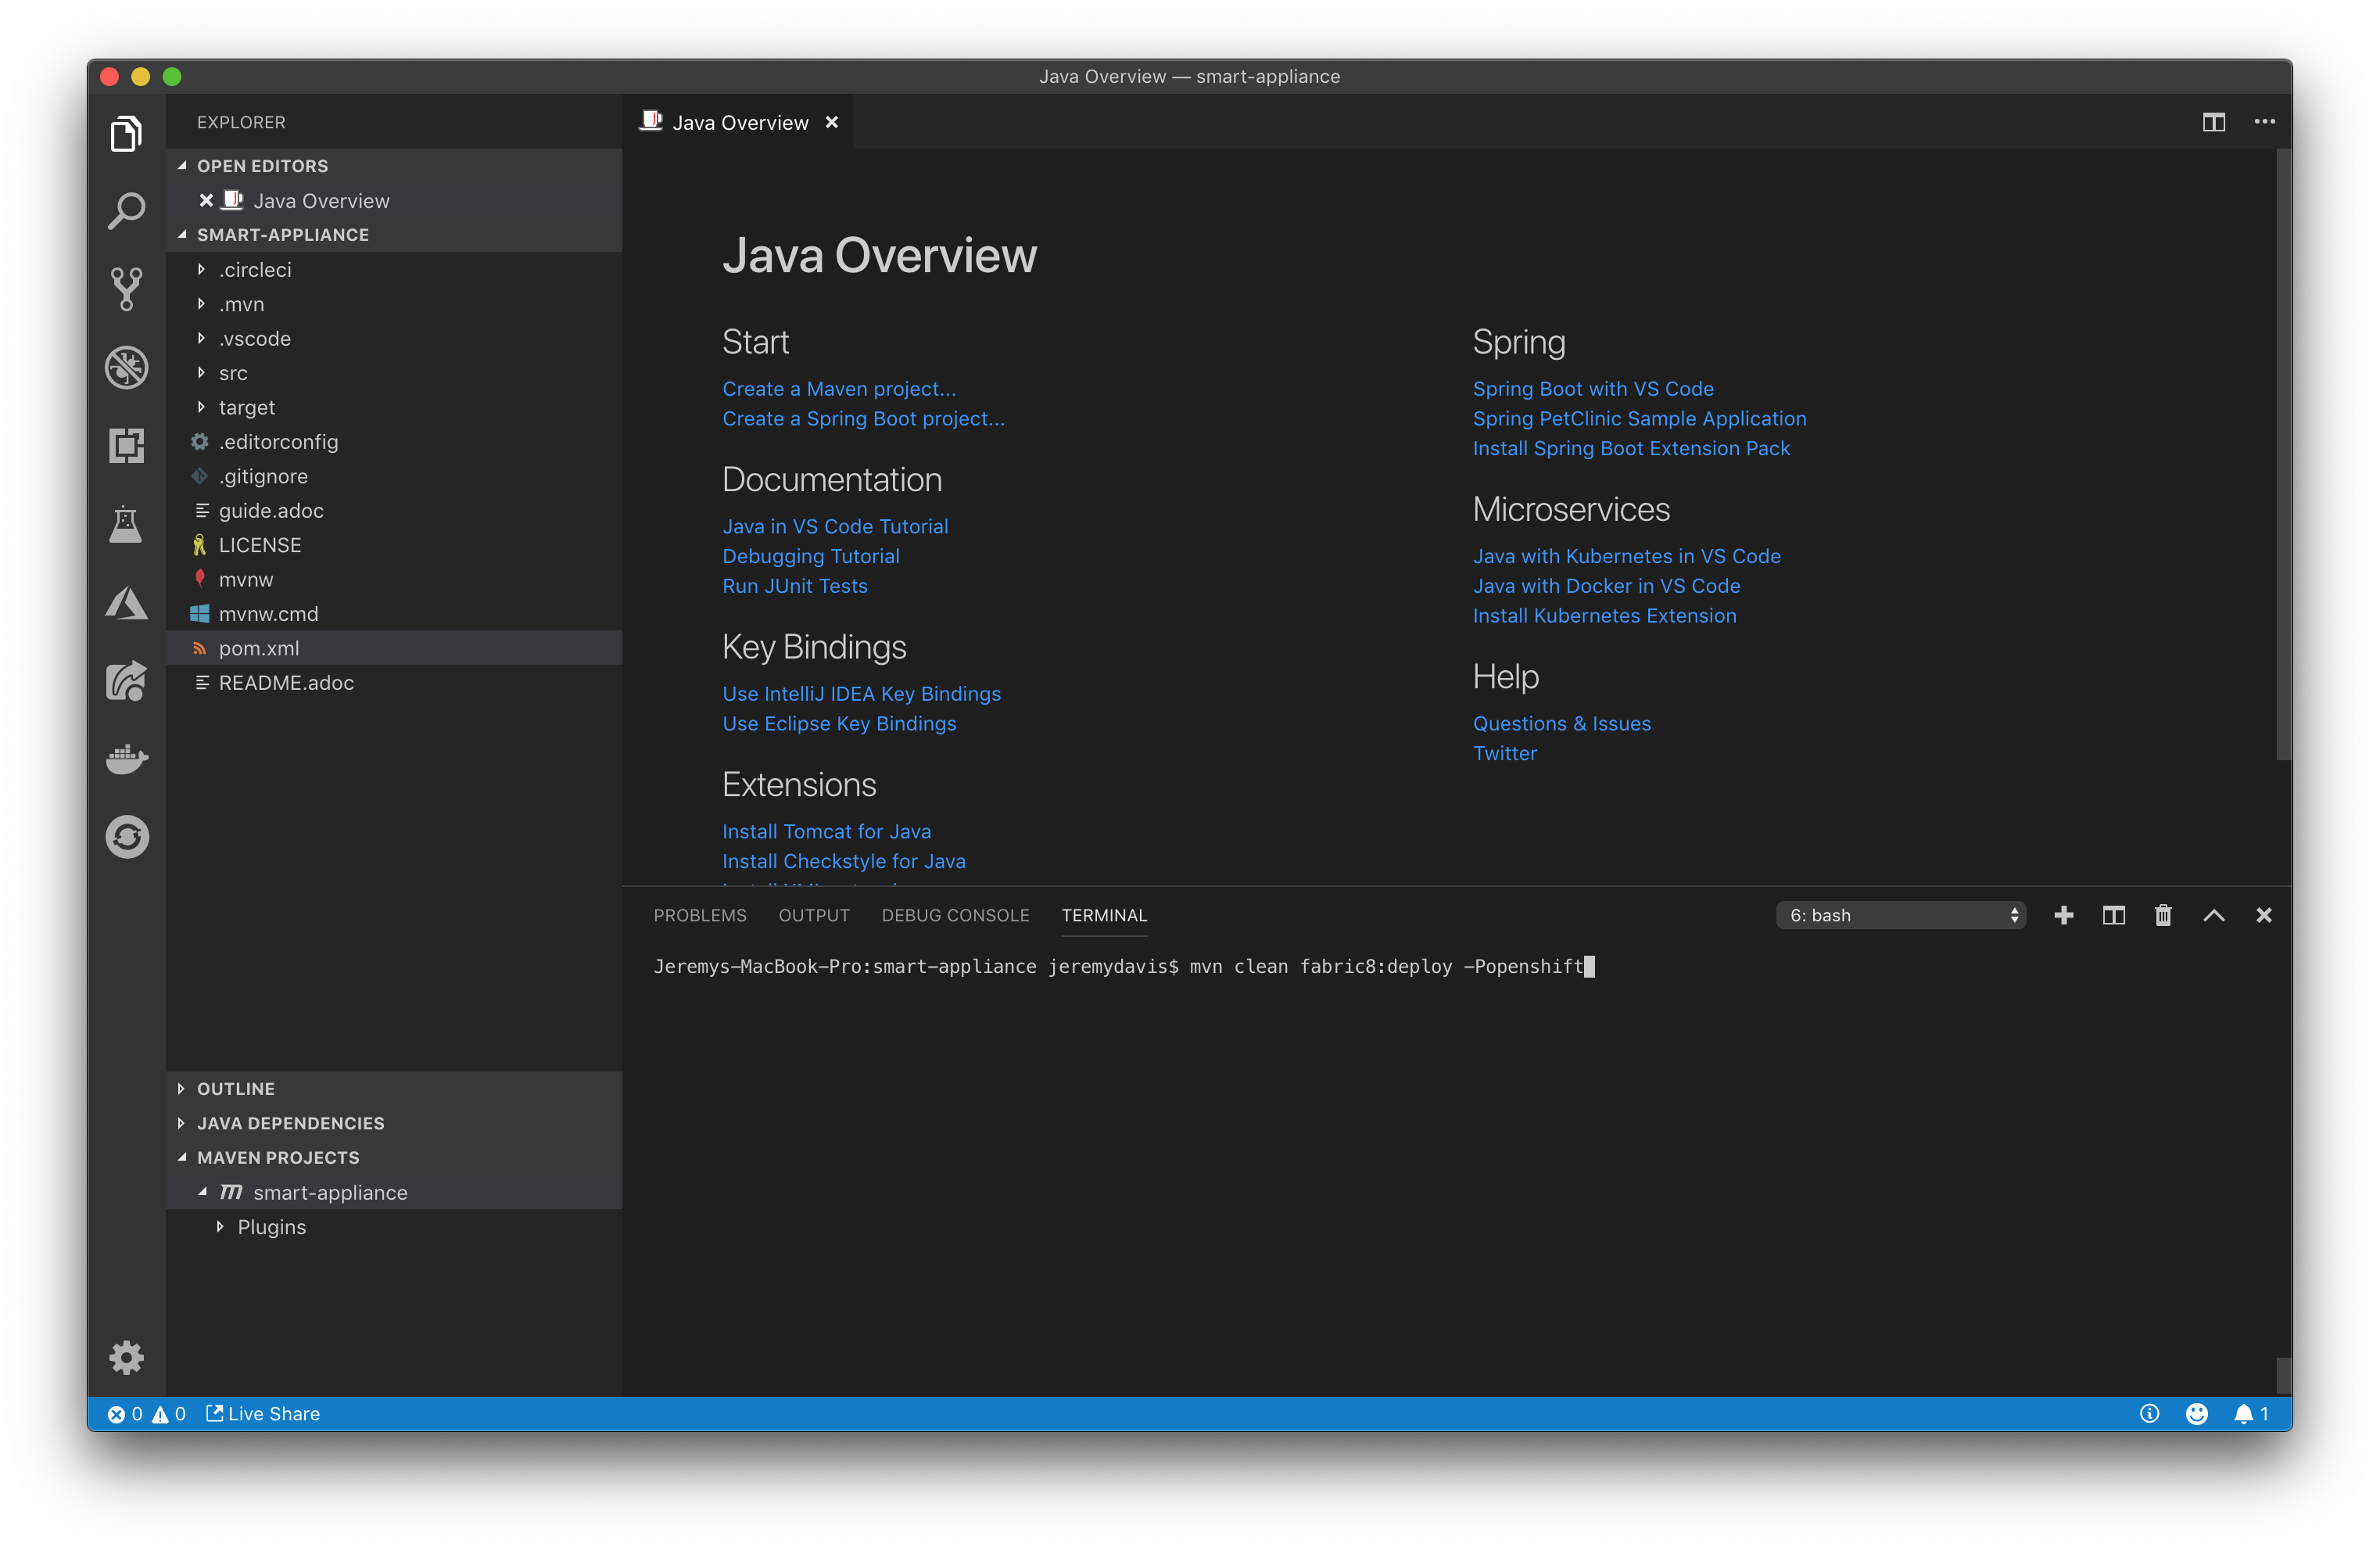 Java Overview — smart-appliance
EXPLORER
OPEN EDITORS
Java Overview
SMART-APPLIANCE
.circleci
.mvn
.vscode
src
target
.editorconfig
.gitignore
guide.adoc
LICENSE
mvnw
mvnw.cmd
pom.xml
README.adoc
OUTLINE
JAVA DEPENDENCIES
MAVEN PROJECTS
smart-appliance
Plugins
Java Overview
Java Overview
Start
Create a Maven project...
Create a Spring Boot project...
Documentation
Java in VS Code Tutorial
Debugging Tutorial
Run JUnit Tests
Key Bindings
Use IntelliJ IDEA Key Bindings
Use Eclipse Key Bindings
Extensions
Install Tomcat for Java
Install Checkstyle for Java
Spring
Spring Boot with VS Code
Spring PetClinic Sample Application
Install Spring Boot Extension Pack
Microservices
Java with Kubernetes in VS Code
Java with Docker in VS Code
Install Kubernetes Extension
Help
Questions & Issues
Twitter
PROBLEMS OUTPUT DEBUG CONSOLE TERMINAL 6: bash
Jeremys-MacBook-Pro:smart-appliance jeremydavis$ mvn clean fabric8:deploy -Popenshift
0 0 Live Share 1